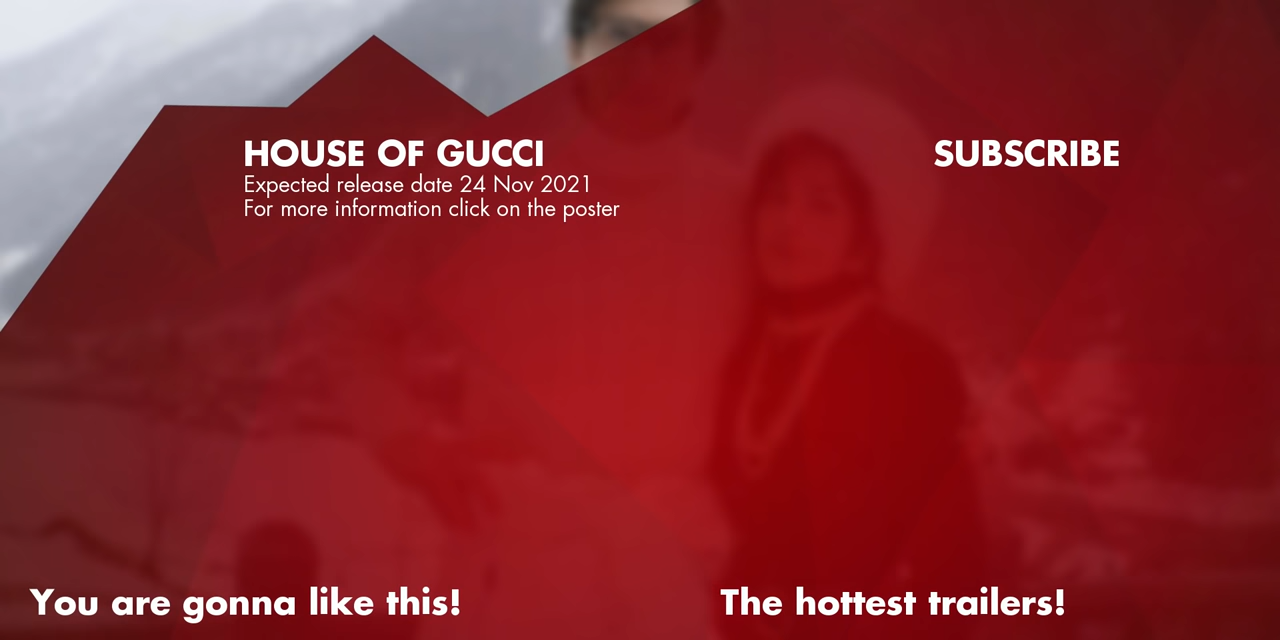 HOUSE OF GUCCI
Expected release date 24 Nov 2021
For more information click on the poster
SUBSCRIBE
You are gonna like this!
The hottest trailers!